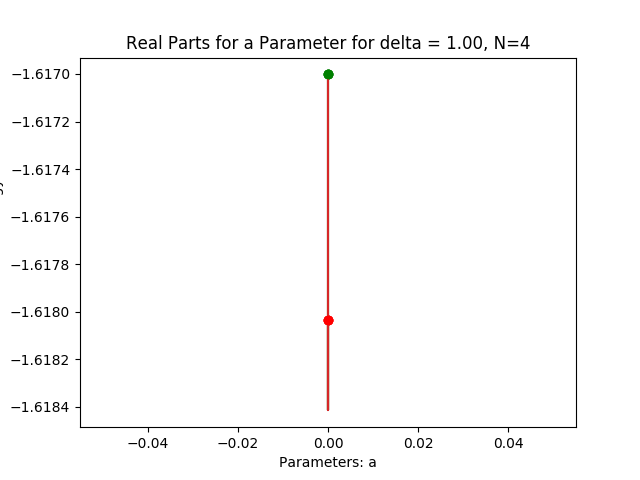 Real Parts for a Parameter for delta = 1.00, N=4
−1.6170
−1.6172
−1.6174
−1.6176
−1.6178
−1.6180
−1.6182
−1.6184
−0.04 −0.02 0.00 0.02 0.04
Parameters: a